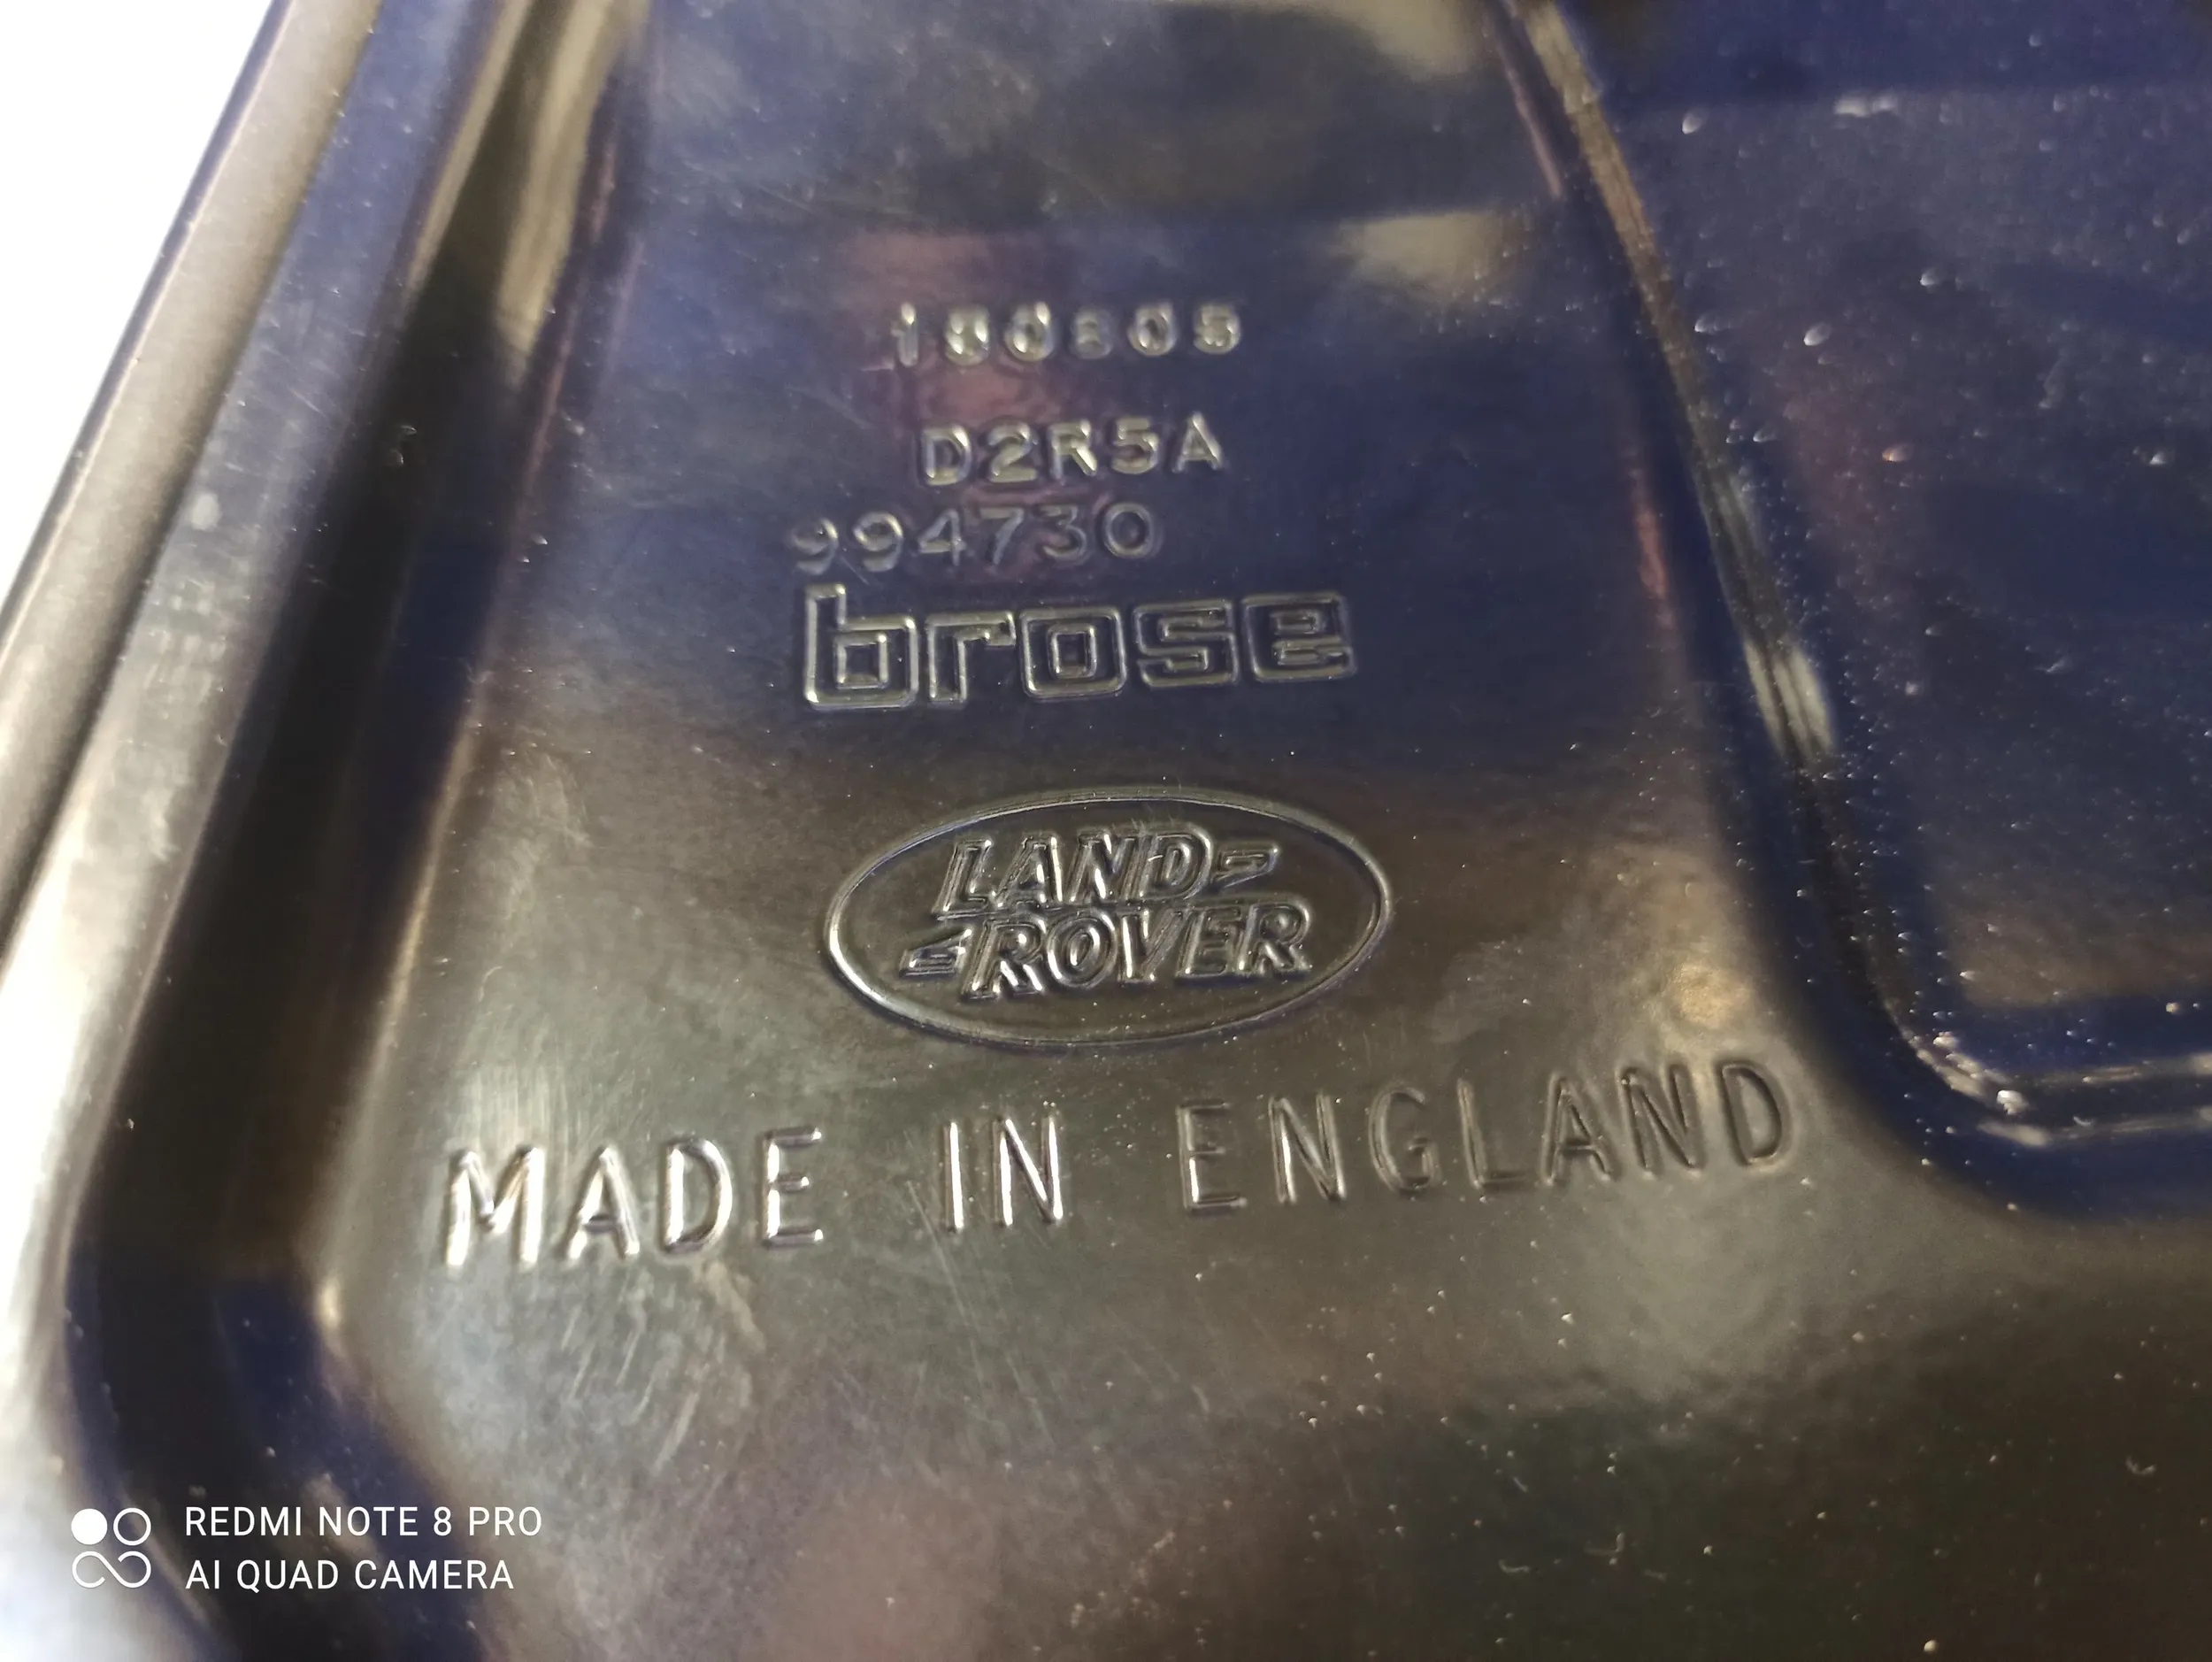 D2R5A
994730
brose
LAND-
-ROVER
MADE IN ENGLAND
REDMI NOTE 8 PRO
AI QUAD CAMERA